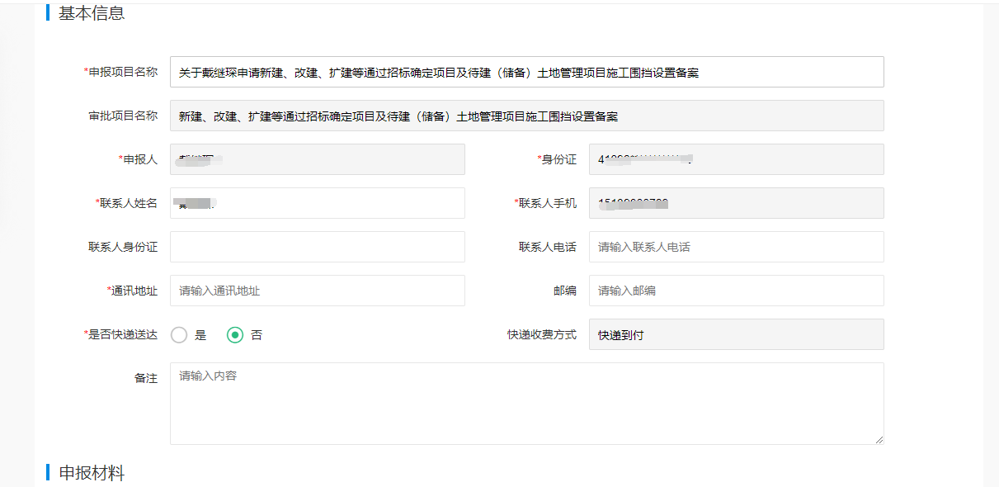 基本信息
*申报项目名称 关于戴继琛申请新建、改建、扩建等通过招标确定项目及待建（储备）土地管理项目施工围挡设置备案
审批项目名称 新建、改建、扩建等通过招标确定项目及待建（储备）土地管理项目施工围挡设置备案
*申报人 *身份证
*联系人姓名 *联系人手机
联系人身份证 联系人电话 请输入联系人电话
*通讯地址 请输入通讯地址 邮编 请输入邮编
*是否快递送达 是 否 快递收费方式 快递到付
备注 请输入内容
申报材料